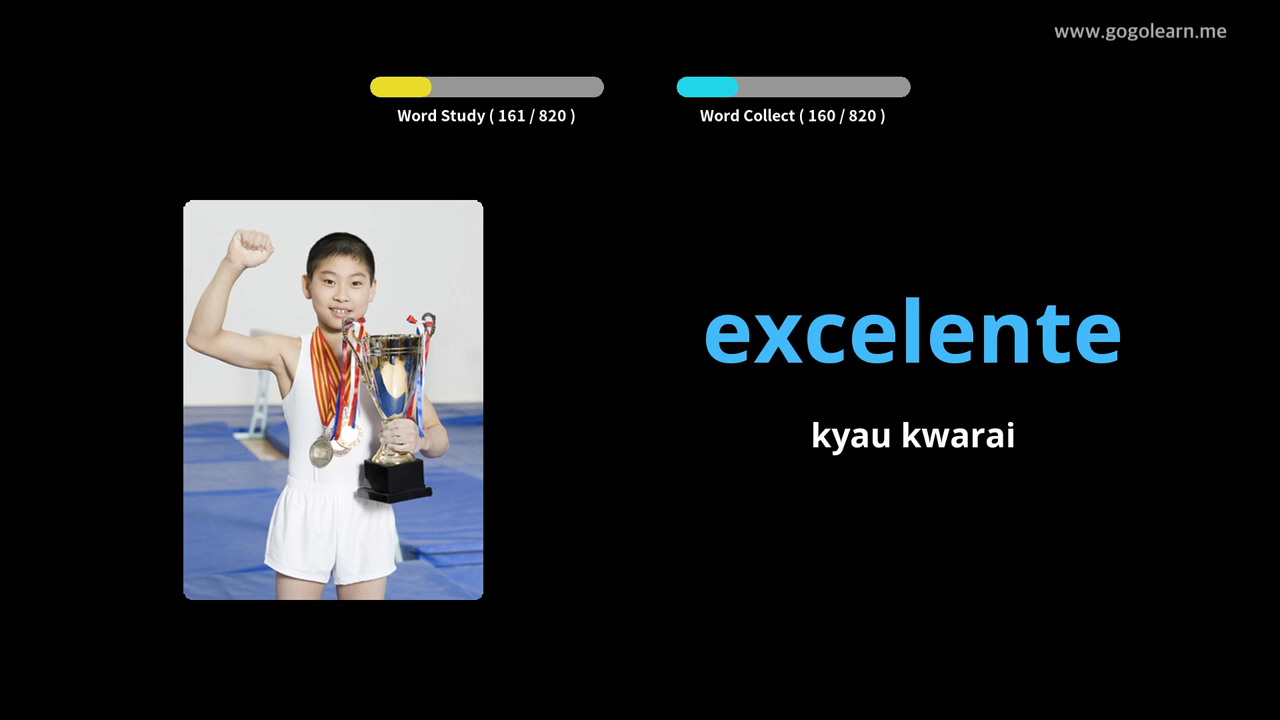 www.gogolearn.me
Word Study ( 161 / 820 )
Word Collect ( 160 / 820 )
excelente
kyau kwarai